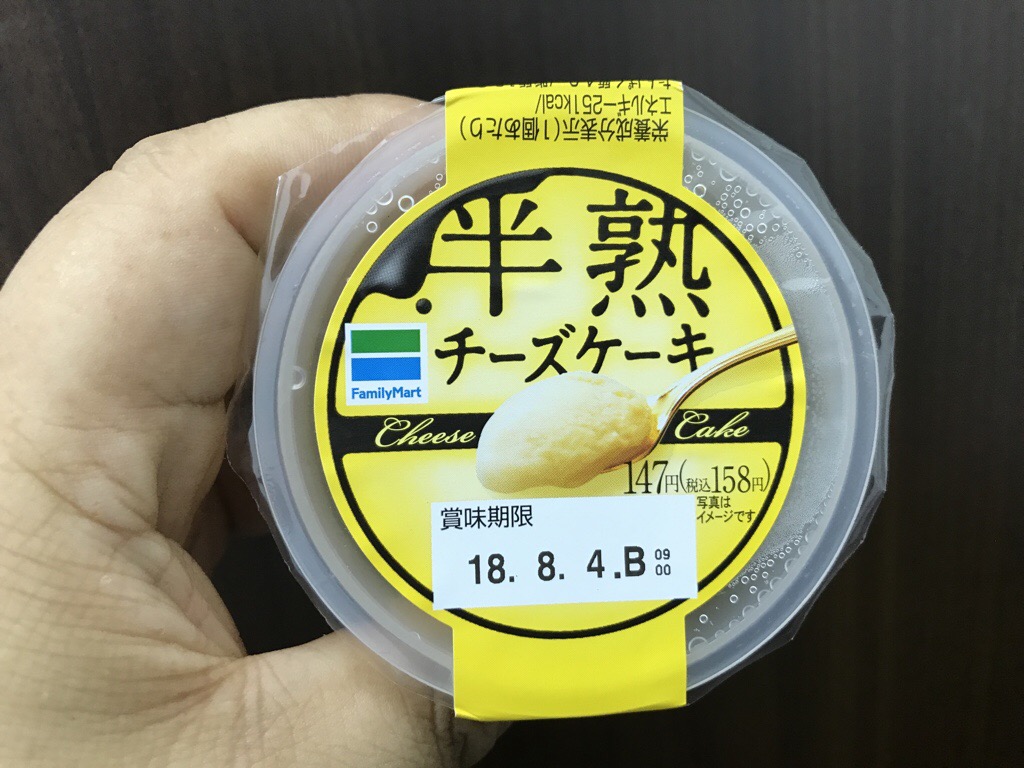 栄養成分表示(1個あたり)
エネルギー251kcal/
半熟
チーズケーキ
FamilyMart
Cheese Cake
147円(税込158円)
写真は
イメージです
賞味期限
18. 8. 4.B 09
00